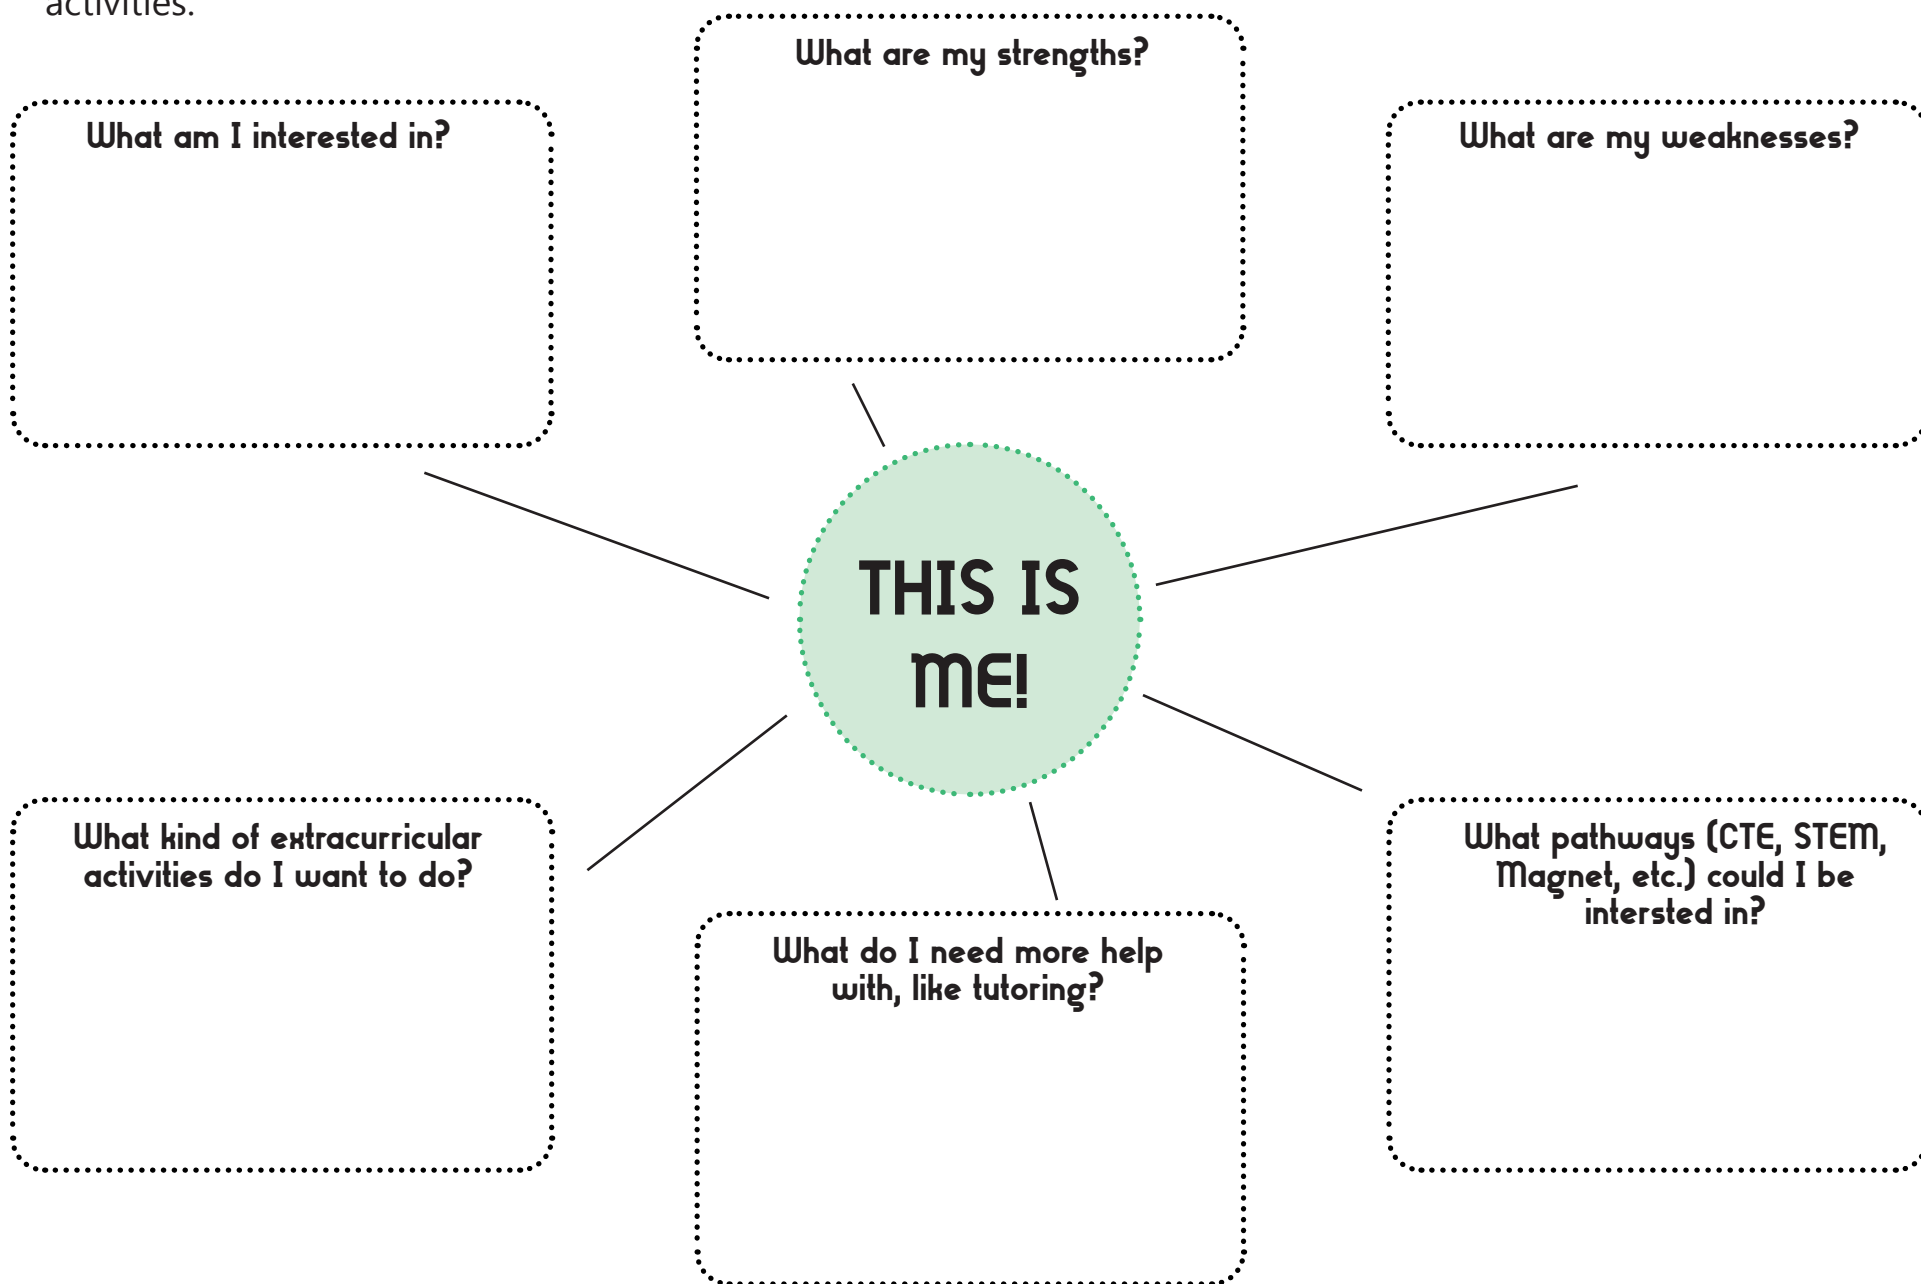 activities.
What are my strengths?
What am I interested in?
What are my weaknesses?
THIS IS
ME!
What kind of extracurricular
activities do I want to do?
What do I need more help
with, like tutoring?
What pathways (CTE, STEM,
Magnet, etc.) could I be
intersted in?